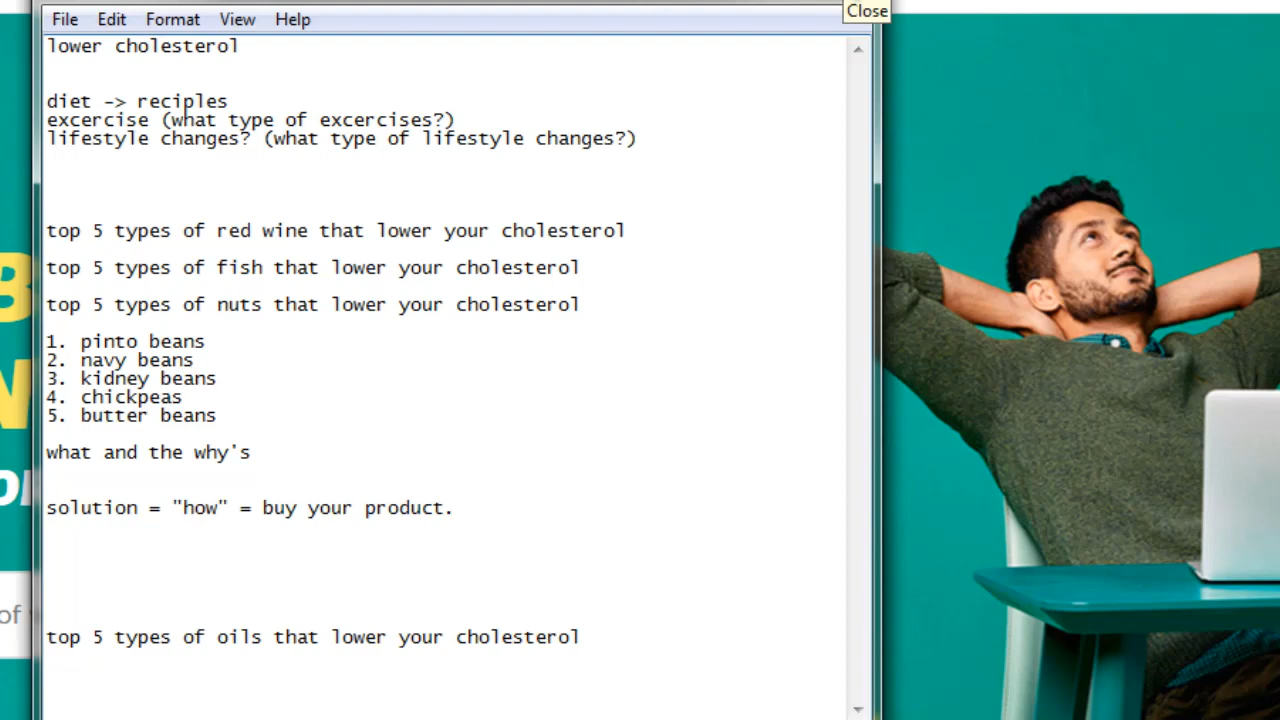 Close
File Edit Format View Help
lower cholesterol
diet -> reciples
excercise (what type of excercises?)
lifestyle changes? (what type of lifestyle changes?)
top 5 types of red wine that lower your cholesterol
top 5 types of fish that lower your cholesterol
top 5 types of nuts that lower your cholesterol
1. pinto beans
2. navy beans
3. kidney beans
4. chickpeas
5. butter beans
what and the why's
solution = "how" = buy your product.
of
top 5 types of oils that lower your cholesterol